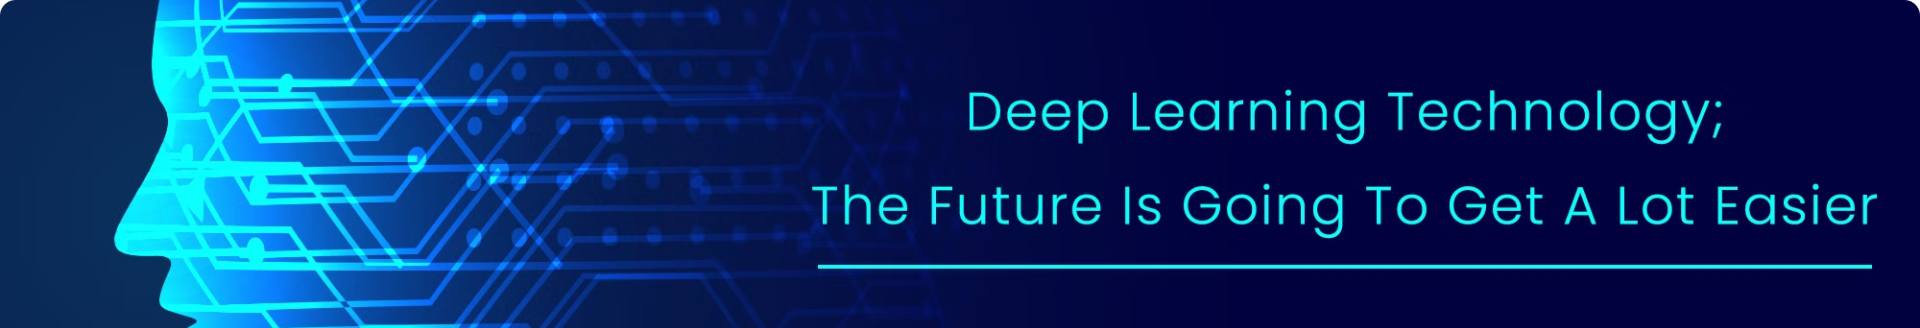 Deep Learning Technology;
The Future Is Going To Get A Lot Easier